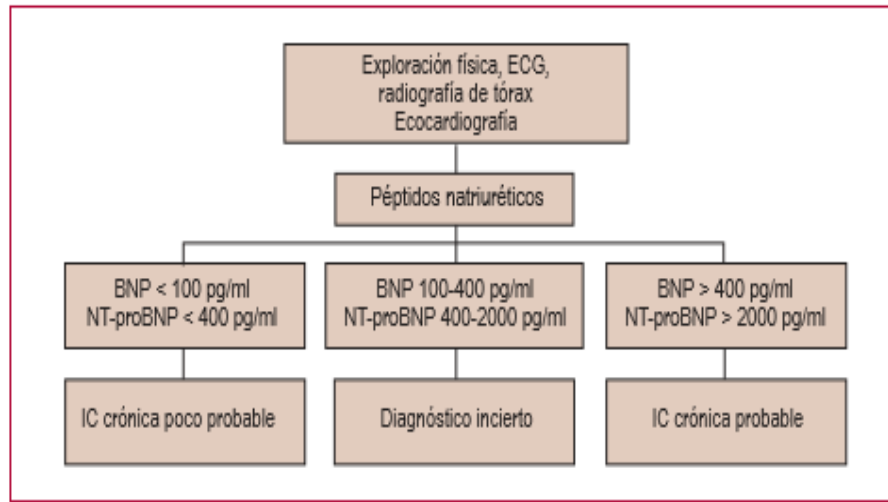 Exploración física, ECG,
radiografía de tórax
Ecocardiografía
Péptidos natriuréticos
BNP < 100 pg/ml
NT-proBNP < 400 pg/ml
BNP 100-400 pg/ml
NT-proBNP 400-2000 pg/ml
BNP > 400 pg/ml
NT-proBNP > 2000 pg/ml
IC crónica poco probable
Diagnóstico incierto
IC crónica probable